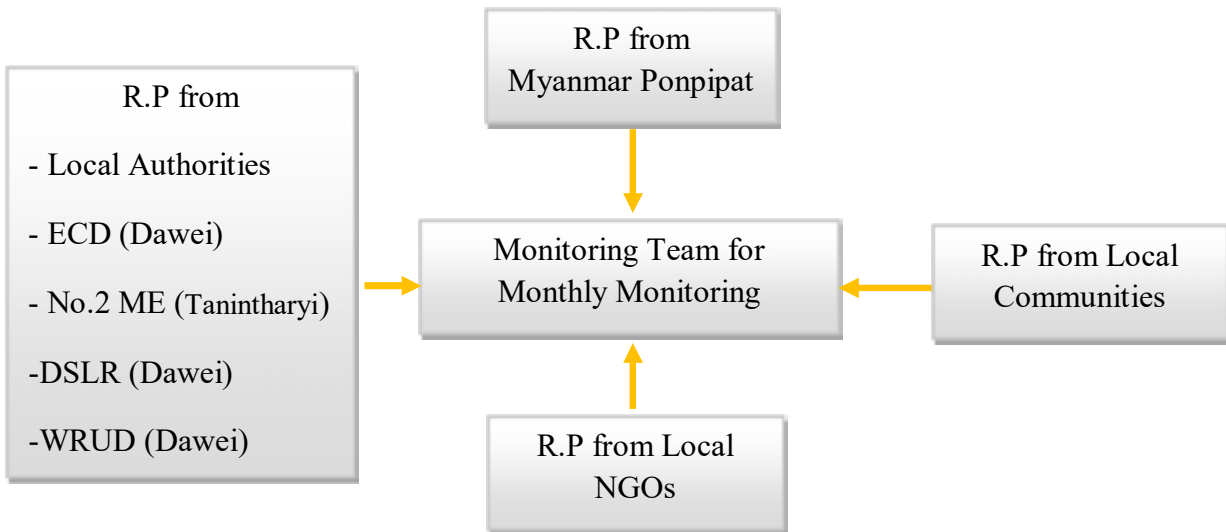 R.P from
Myanmar Ponpipat
R.P from
- Local Authorities
- ECD (Dawei)
- No.2 ME (Tanintharyi)
-DSLR (Dawei)
-WRUD (Dawei)
Monitoring Team for
Monthly Monitoring
R.P from Local
Communities
R.P from Local
NGOs